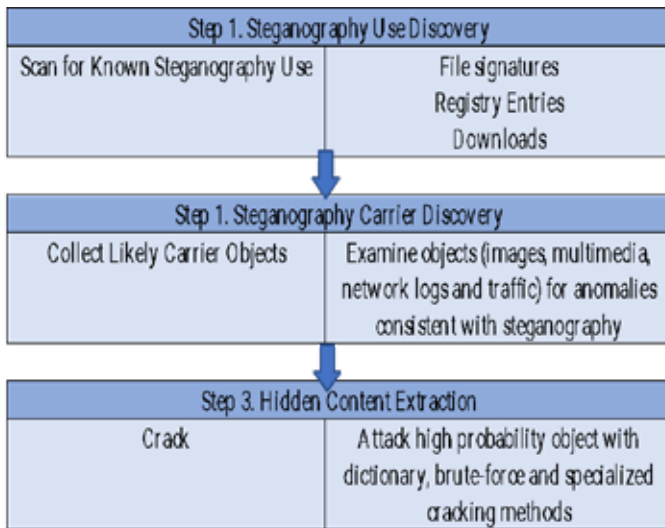 Step 1. Steganography Use Discovery
Scan for Known Steganography Use
File signatures
Registry Entries
Downloads
Step 1. Steganography Carrier Discovery
Collect Likely Carrier Objects
Examine objects (images, multimedia,
network logs and traffic) for anomalies
consistent with steganography
Step 3. Hidden Content Extraction
Crack
Attack high probability object with
dictionary, brute-force and specialized
cracking methods